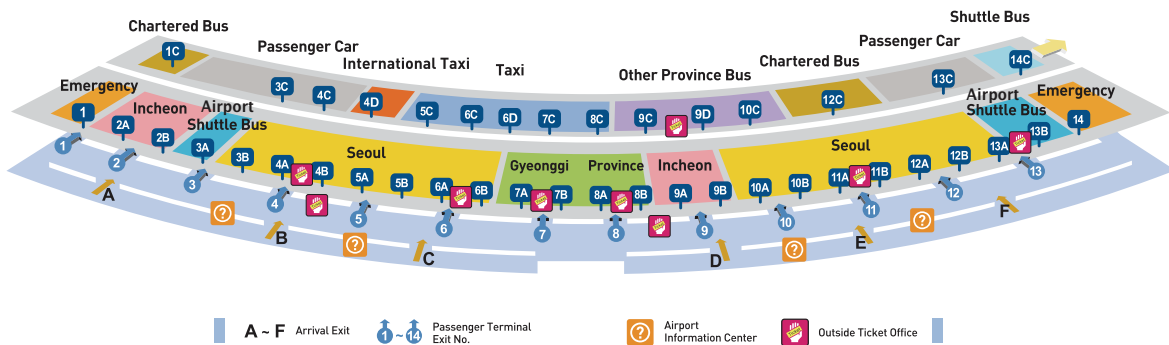 Chartered Bus
Passenger Car
International Taxi
Taxi
Other Province Bus
Chartered Bus
Passenger Car
Shuttle Bus
1C
3C
4C
4D
5C
6C
6D
7C
8C
9C
9D
10C
12C
13C
14C
Emergency
Incheon
Airport
Shuttle Bus
Seoul
Gyeonggi
Province
Incheon
Seoul
Airport
Shuttle Bus
Emergency
1
2A
2B
3A
3B
4A
4B
5A
5B
6A
6B
7A
7B
8A
8B
9A
9B
10A
10B
11A
11B
12A
12B
13A
13B
14
1
2
3
4
5
6
7
8
9
10
11
12
13
A
B
C
D
E
F
A ~ F Arrival Exit
1 ~ 14 Passenger Terminal
Exit No.
Airport
Information Center
Outside Ticket Office